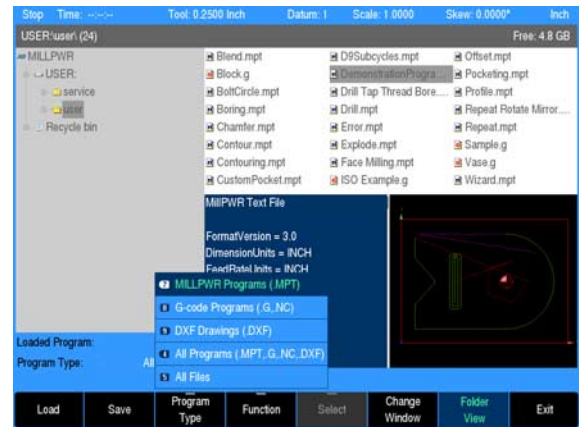 Stop Time: --:--:-- Tool: 0.2500 Inch Datum: 1 Scale: 1.0000 Skew: 0.0000° Inch
USER:\user\ (24) Free: 4.8 GB
MILLPWR
USER:
service
user
Recycle bin
Blend.mpt
Block.g
BoltCircle.mpt
Boring.mpt
Chamfer.mpt
Contour.mpt
Contouring.mpt
CustomPocket.mpt
D9Subcycles.mpt
DemonstrationProgra...
Drill Tap Thread Bore....
Drill.mpt
Error.mpt
Explode.mpt
Face Milling.mpt
ISO Example.g
Offset.mpt
Pocketing.mpt
Profile.mpt
Repeat Rotate Mirror....
Repeat.mpt
Sample.g
Vase.g
Wizard.mpt
MillPWR Text File
FormatVersion = 3.0
DimensionUnits = INCH
FeedRateUnits = INCH
7 MILLPWR Programs (.MPT)
8 G-code Programs (.G,.NC)
9 DXF Drawings (.DXF)
4 All Programs (.MPT,.G,.NC,.DXF)
5 All Files
Loaded Program:
Program Type: All
Load Save Program Type Function Select Change Window Folder View Exit